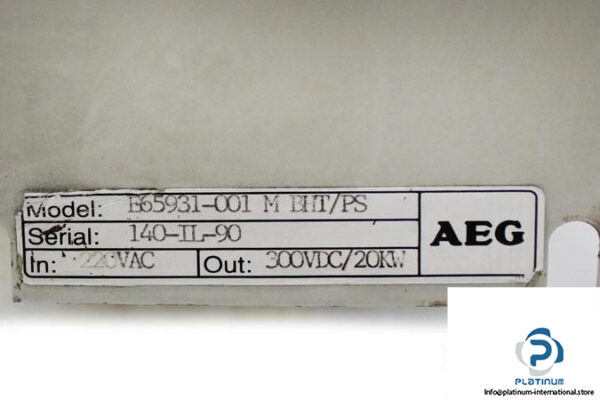 Model: E65931-001 M BHT/PS
Serial: 140-IL-90
In: 220VAC Out: 300VDC/20KW
AEG
PLATINUM
Info@platinum-international.store